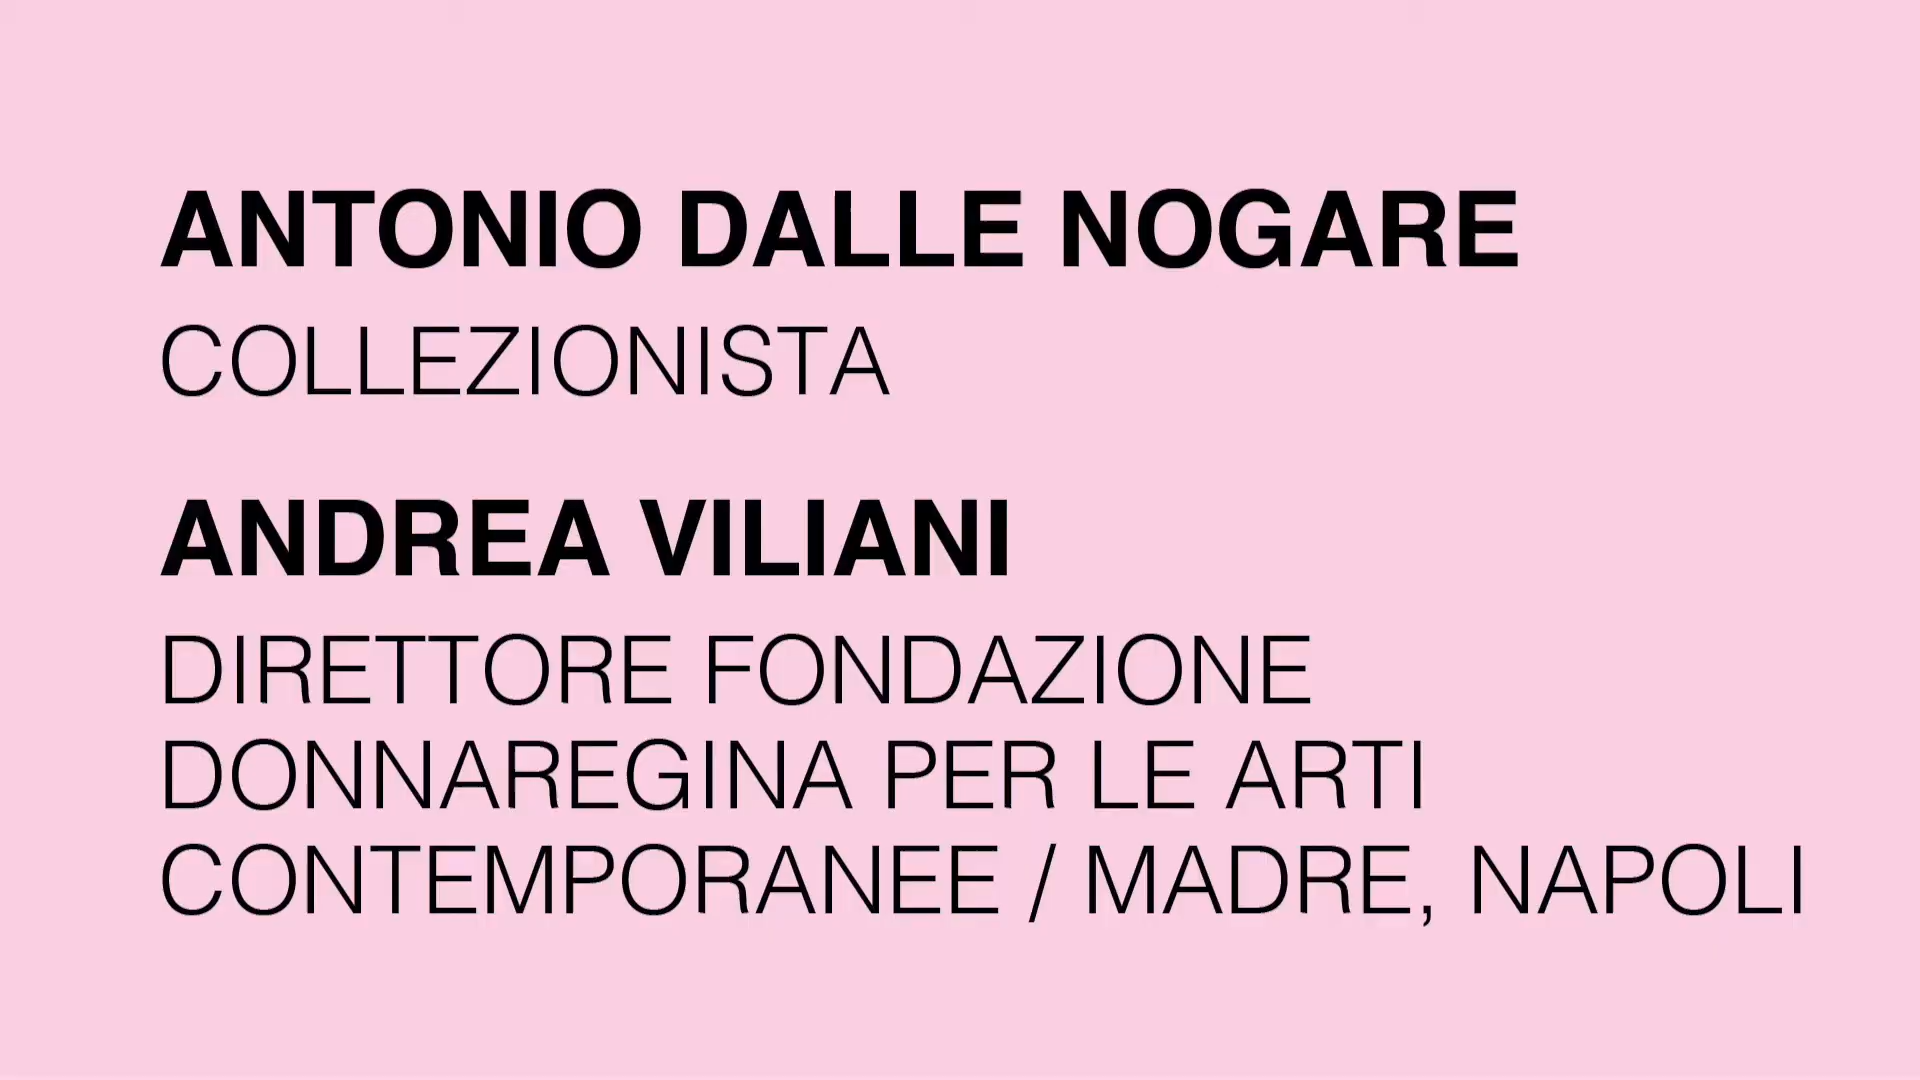 ANTONIO DALLE NOGARE
COLLEZIONISTA
ANDREA VILIANI
DIRETTORE FONDAZIONE
DONNAREGINA PER LE ARTI
CONTEMPORANEE / MADRE, NAPOLI